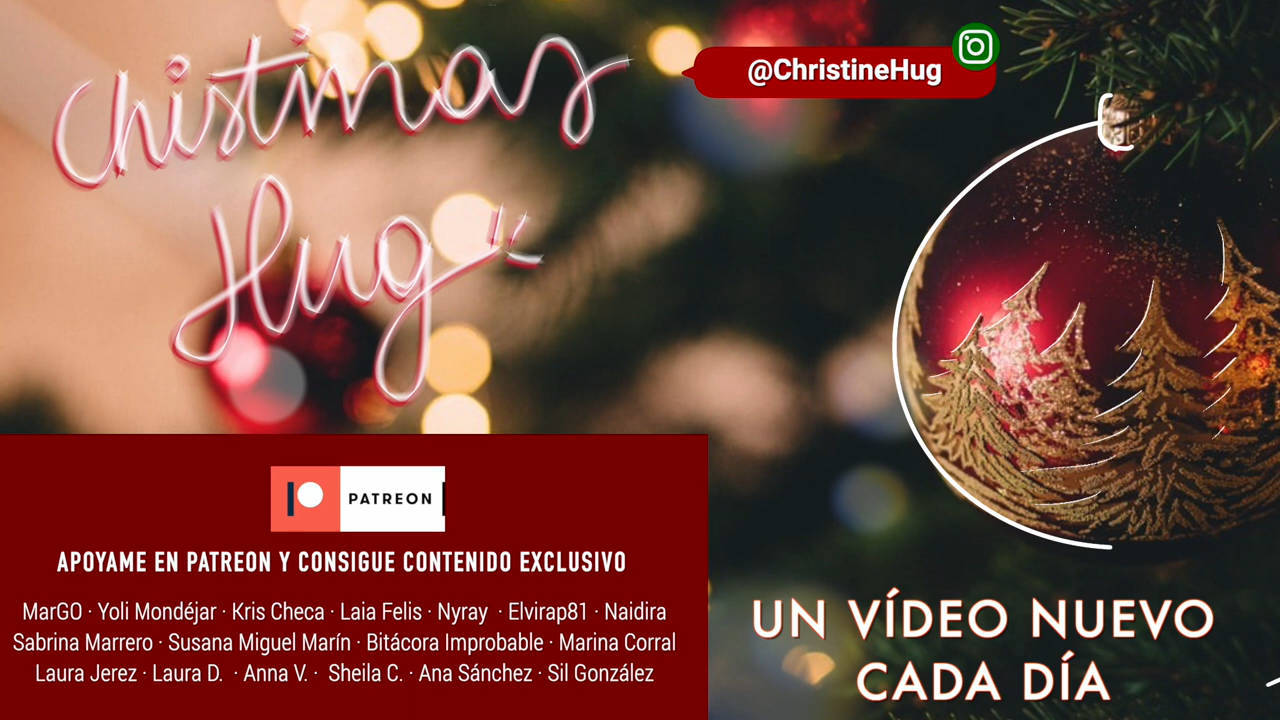 Chistmas
Hug
@ChristineHug
PATREON
APOYAME EN PATREON Y CONSIGUE CONTENIDO EXCLUSIVO
MarGO · Yoli Mondéjar · Kris Checa · Laia Felis · Nyray · Elvirap81 · Naidira
Sabrina Marrero · Susana Miguel Marín · Bitácora Improbable · Marina Corral
Laura Jerez · Laura D. · Anna V. · Sheila C. · Ana Sánchez · Sil González
UN VÍDEO NUEVO
CADA DÍA